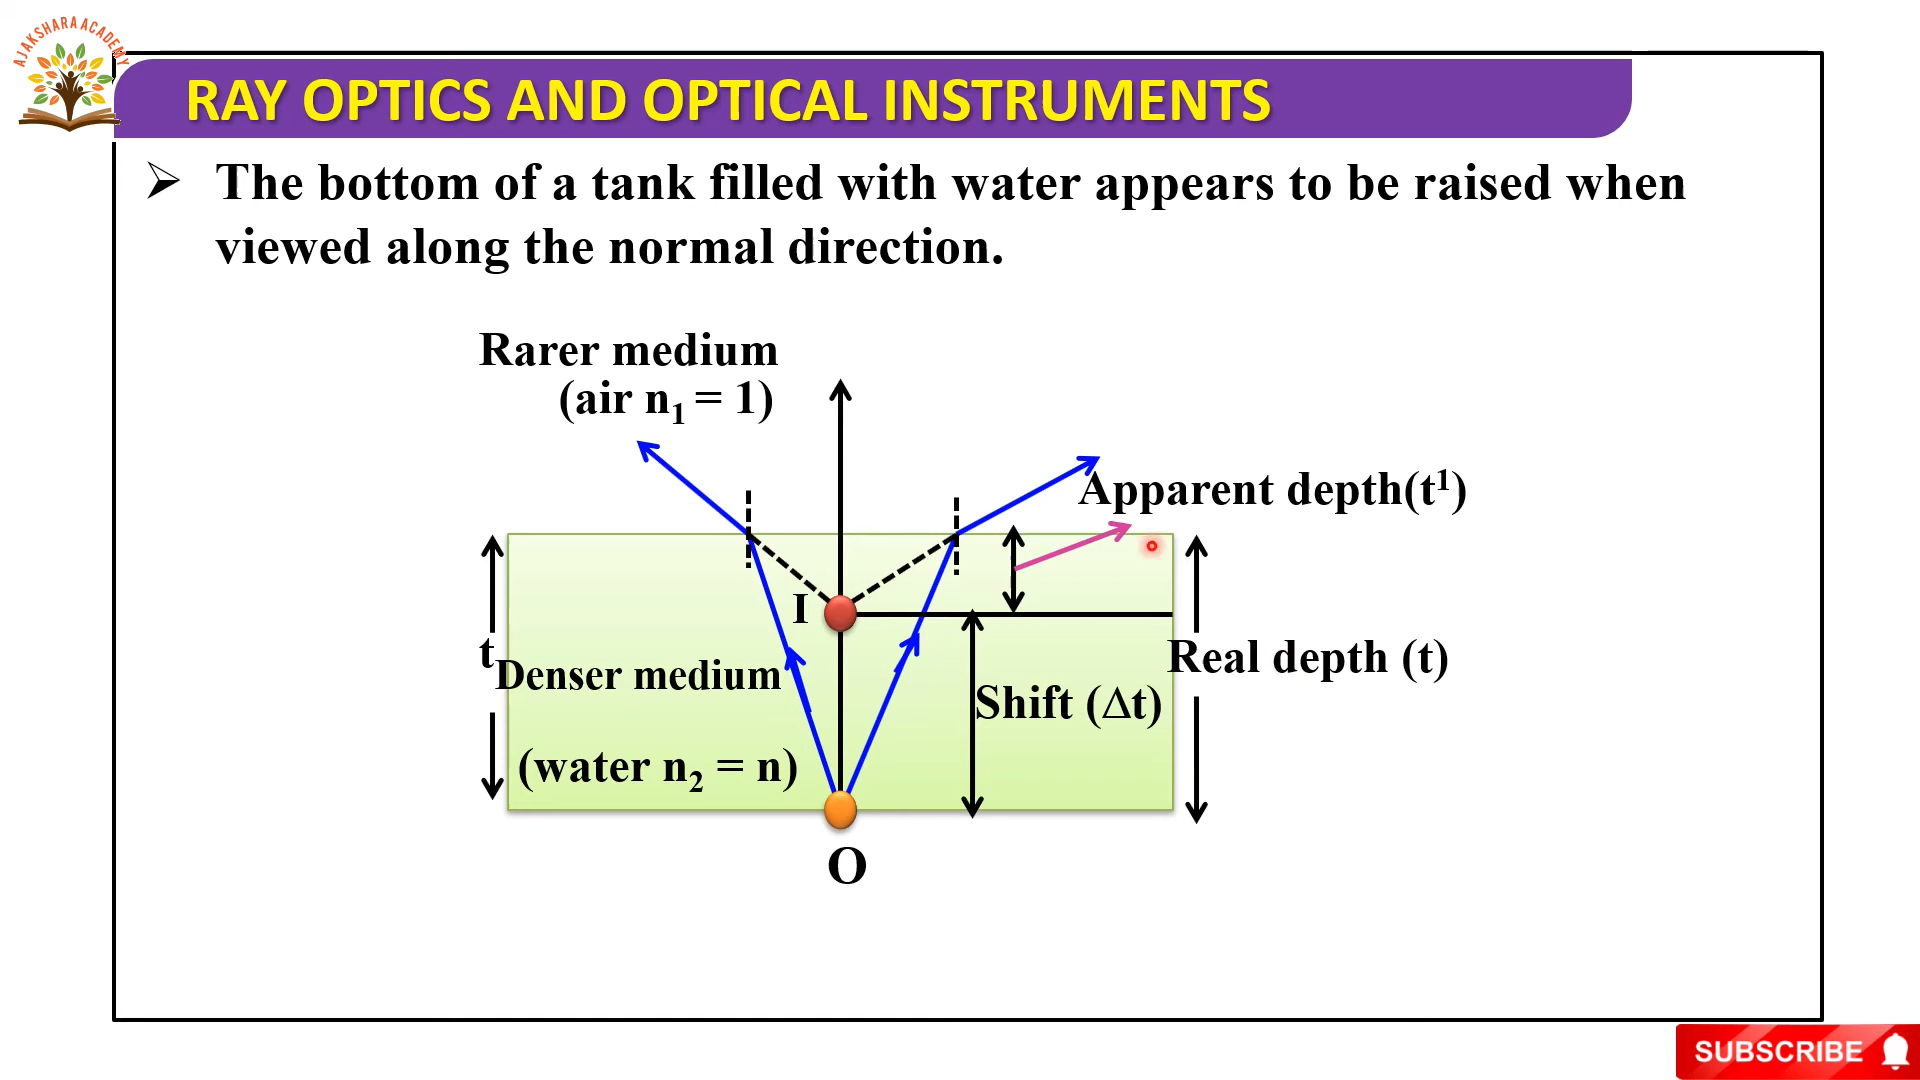 AJAKSHARA ACADEMY
RAY OPTICS AND OPTICAL INSTRUMENTS
➢ The bottom of a tank filled with water appears to be raised when
viewed along the normal direction.
Rarer medium
(air n₁ = 1)
Apparent depth(t¹)
I
t
Denser medium
Real depth (t)
Shift (Δt)
(water n₂ = n)
O
SUBSCRIBE